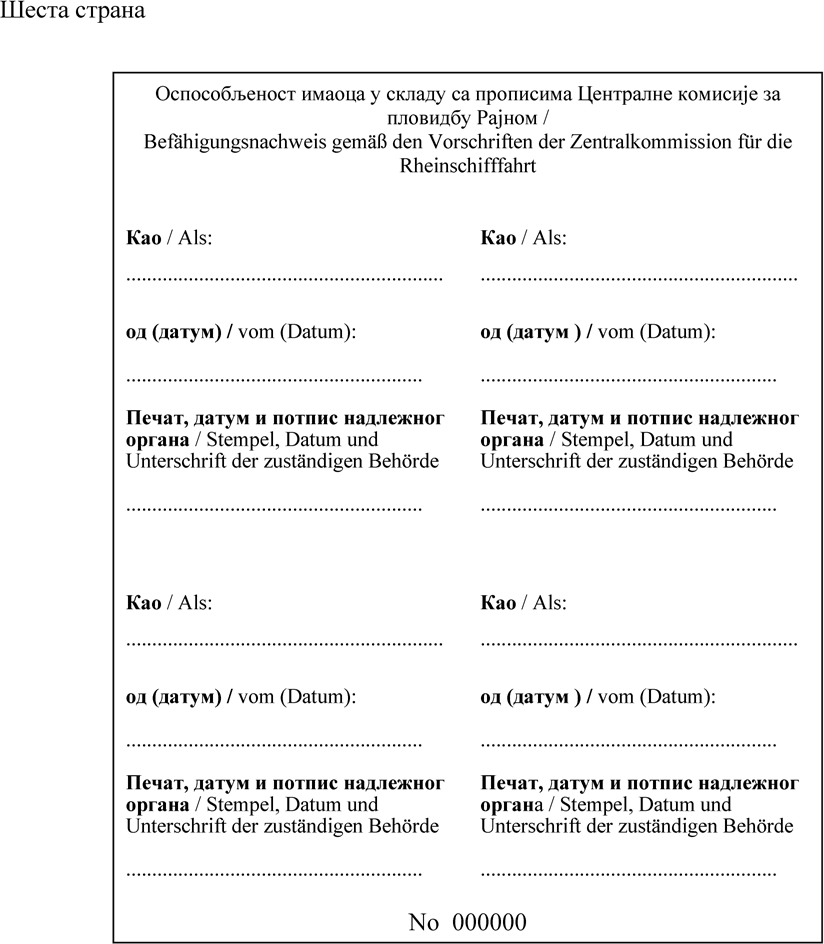 Шеста страна
Оспособљеност имаоца у складу са прописима Централне комисије за
пловидбу Рајном /
Befähigungsnachweis gemäß den Vorschriften der Zentralkommission für die
Rheinschifffahrt
Као / Als:
.............................................................
од (датум) / vom (Datum):
.........................................................
Печат, датум и потпис надлежног
органа / Stempel, Datum und
Unterschrift der zuständigen Behörde
.........................................................
Као / Als:
.............................................................
од (датум ) / vom (Datum):
.........................................................
Печат, датум и потпис надлежног
органа / Stempel, Datum und
Unterschrift der zuständigen Behörde
.........................................................
Као / Als:
.............................................................
од (датум) / vom (Datum):
.........................................................
Печат, датум и потпис надлежног
органа / Stempel, Datum und
Unterschrift der zuständigen Behörde
.........................................................
Као / Als:
.............................................................
од (датум ) / vom (Datum):
.........................................................
Печат, датум и потпис надлежног
органа / Stempel, Datum und
Unterschrift der zuständigen Behörde
.........................................................
No 000000